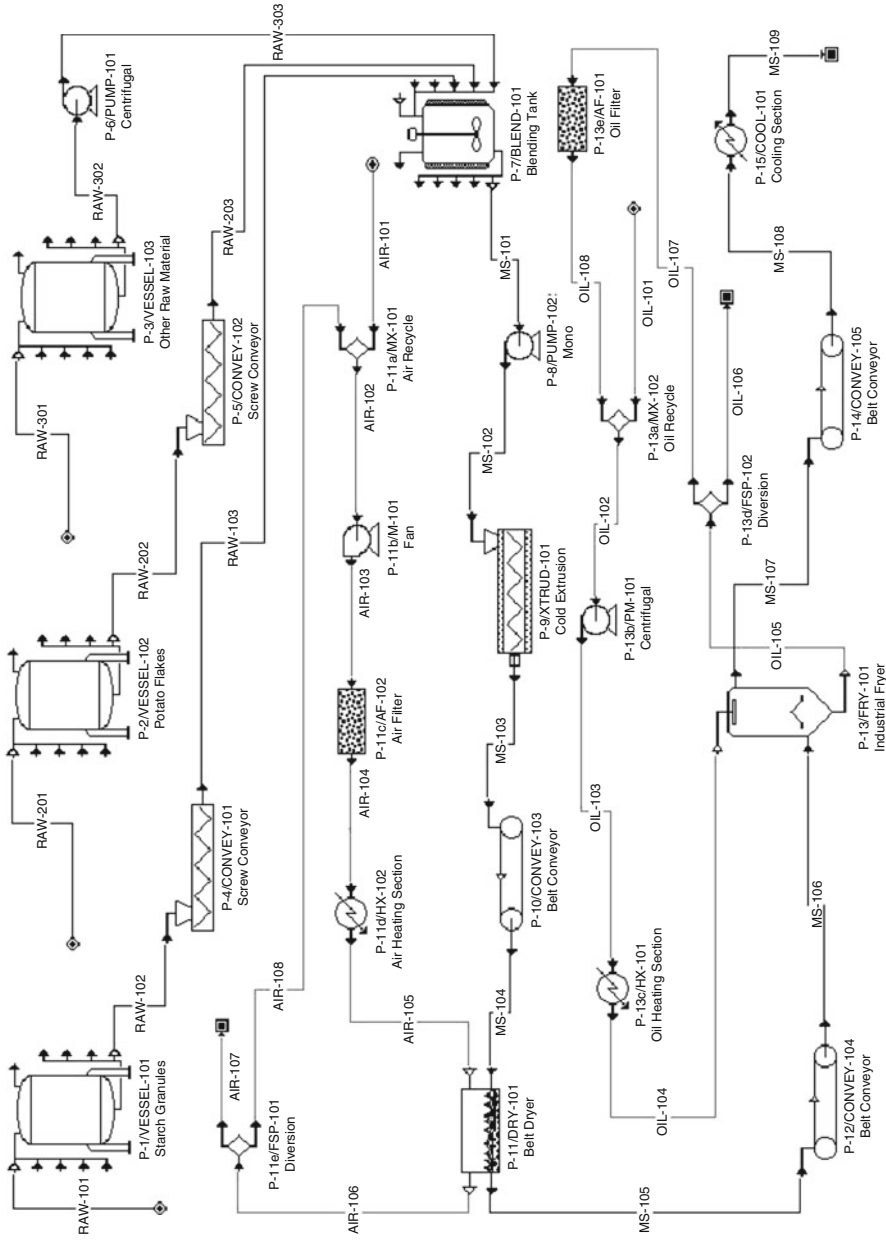 RAW-101
P-1/VESSEL-101
Starch Granules
RAW-102
P-4/CONVEY-101
Screw Conveyor
RAW-103
RAW-201
P-2/VESSEL-102
Potato Flakes
RAW-202
P-5/CONVEY-102
Screw Conveyor
RAW-203
RAW-301
P-3/VESSEL-103
Other Raw Material
RAW-302
P-6/PUMP-101
Centrifugal
RAW-303
AIR-106
P-11e/FSP-101
Diversion
AIR-107
AIR-108
AIR-105
P-11d/HX-102
Air Heating Section
AIR-104
P-11c/AF-102
Air Filter
AIR-103
P-11b/M-101
Fan
AIR-102
P-11a/MX-101
Air Recycle
AIR-101
P-7/BLEND-101
Blending Tank
P-11/DRY-101
Belt Dryer
MS-104
P-10/CONVEY-103
Belt Conveyor
MS-103
P-9/XTRUD-101
Cold Extrusion
MS-102
P-8/PUMP-102:
Mono
MS-101
OIL-104
P-13c/HX-101
Oil Heating Section
OIL-103
P-13b/PM-101
Centrifugal
OIL-102
P-13a/MX-102
Oil Recycle
OIL-108
OIL-101
P-13e/AF-101
Oil Filter
OIL-107
MS-105
P-12/CONVEY-104
Belt Conveyor
MS-106
P-13/FRY-101
Industrial Fryer
OIL-105
MS-107
P-13d/FSP-102
Diversion
OIL-106
P-14/CONVEY-105
Belt Conveyor
MS-108
P-15/COOL-101
Cooling Section
MS-109